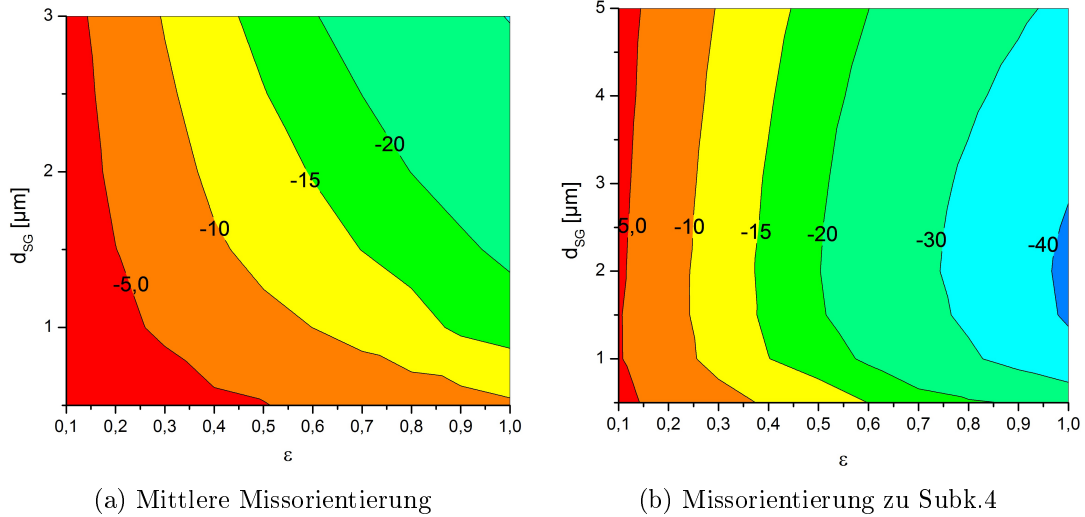 3
2
1
d_SG [µm]
-5,0
-10
-15
-20
0,1 0,2 0,3 0,4 0,5 0,6 0,7 0,8 0,9 1,0
ε
(a) Mittlere Missorientierung
5
4
3
2
1
d_SG [µm]
-5,0
-10
-15
-20
-30
-40
0,1 0,2 0,3 0,4 0,5 0,6 0,7 0,8 0,9 1,0
ε
(b) Missorientierung zu Subk.4